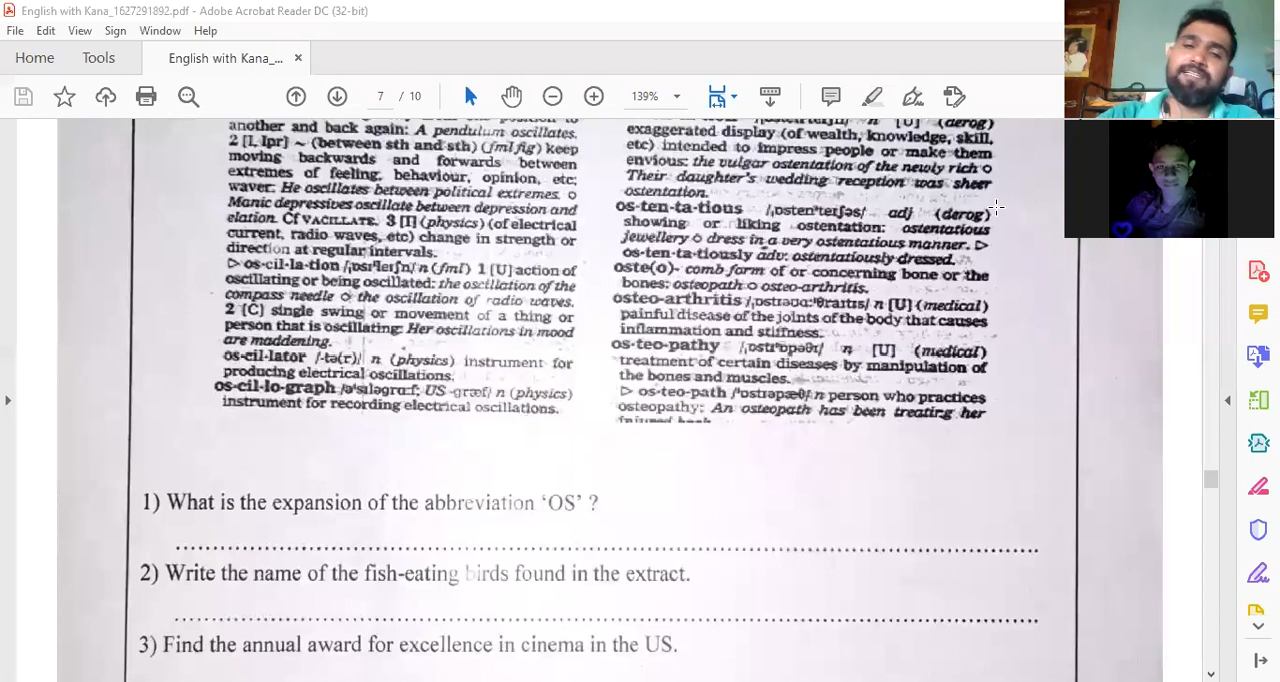 English with Kana_1627291892.pdf - Adobe Acrobat Reader DC (32-bit)
File Edit View Sign Window Help
Home Tools English with Kana_... ×
7 / 10 139%
another and back again: A pendulum oscillates.
2 [I, Ipr] ~ (between sth and sth) (fml fig) keep
moving backwards and forwards between
extremes of feeling, behaviour, opinion, etc;
waver: He oscillates between political extremes. ○
Manic depressives oscillate between depression and
elation. Cf VACILLATE. 3 [I] (physics) (of electrical
current, radio waves, etc) change in strength or
direction at regular intervals.
▷ os·cil·la·tion /ˌɒsɪˈleɪʃn/ n (fml) 1 [U] action of
oscillating or being oscillated: the oscillation of the
compass needle ○ the oscillation of radio waves.
2 [C] single swing or movement of a thing or
person that is oscillating: Her oscillations in mood
are maddening.
os·cil·lator /-tə(r)/ n (physics) instrument for
producing electrical oscillations.
os·cil·lo·graph /əˈsɪləgrɑːf; US -græf/ n (physics)
instrument for recording electrical oscillations.
n [U] (derog)
exaggerated display (of wealth, knowledge, skill,
etc) intended to impress people or make them
envious: the vulgar ostentation of the newly rich ○
Their daughter's wedding reception was sheer
ostentation.
os·ten·ta·tious /ˌɒstenˈteɪʃəs/ adj (derog)
showing or liking ostentation: ostentatious
jewellery ○ dress in a very ostentatious manner. ▷
os·ten·ta·tiously adv: ostentatiously dressed.
oste(o)- comb form of or concerning bone or the
bones: osteopath ○ osteo-arthritis.
osteo-arthritis /ˌɒstɪəʊɑːˈθraɪtɪs/ n [U] (medical)
painful disease of the joints of the body that causes
inflammation and stiffness.
os·teo·pathy /ˌɒstɪˈɒpəθɪ/ n [U] (medical)
treatment of certain diseases by manipulation of
the bones and muscles.
▷ os·teo·path /ˈɒstɪəpæθ/ n person who practices
osteopathy: An osteopath has been treating her
1) What is the expansion of the abbreviation ‘OS’ ?
2) Write the name of the fish-eating birds found in the extract.
3) Find the annual award for excellence in cinema in the US.